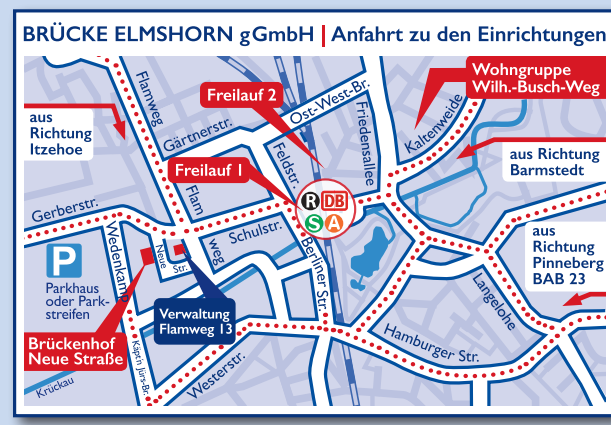 BRÜCKE ELMSHORN gGmbH | Anfahrt zu den Einrichtungen
Flamweg
Freilauf 2
Ost-West-Br.
Friedensallee
Wohngruppe
Wilh.-Busch-Weg
Kaltenweide
aus
Richtung
Itzehoe
Gärtnerstr.
Feldstr.
aus Richtung
Barmstedt
Freilauf 1
Flam
weg
R
DB
S
A
Gerberstr.
Wedenkamp
Neue
Str.
Schulstr.
Berliner Str.
aus
Richtung
Pinneberg
BAB 23
P
Parkhaus
oder Park-
streifen
Langelohe
Verwaltung
Flamweg 13
Brückenhof
Neue Straße
Hamburger Str.
Käpt'n Jürs-Br.
Westerstr.
Krückau